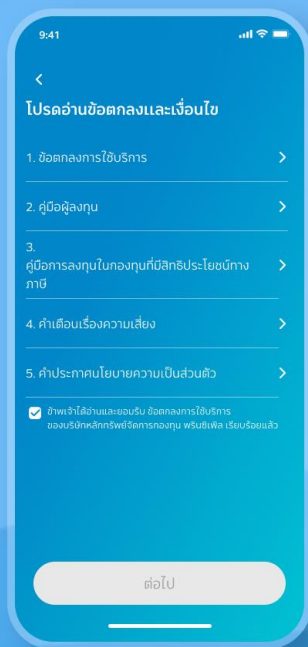 9:41
โปรดอ่านข้อตกลงและเงื่อนไข
1. ข้อตกลงการใช้บริการ
2. คู่มือผู้ลงทุน
3.
คู่มือการลงทุนในกองทุนที่มีสิทธิประโยชน์ทาง
ภาษี
4. คำเตือนเรื่องความเสี่ยง
5. คำประกาศนโยบายความเป็นส่วนตัว
ข้าพเจ้าได้อ่านและยอมรับ ข้อตกลงการใช้บริการ
ของบริษัทหลักทรัพย์จัดการกองทุน พรินซิเพิล เรียบร้อยแล้ว
ต่อไป